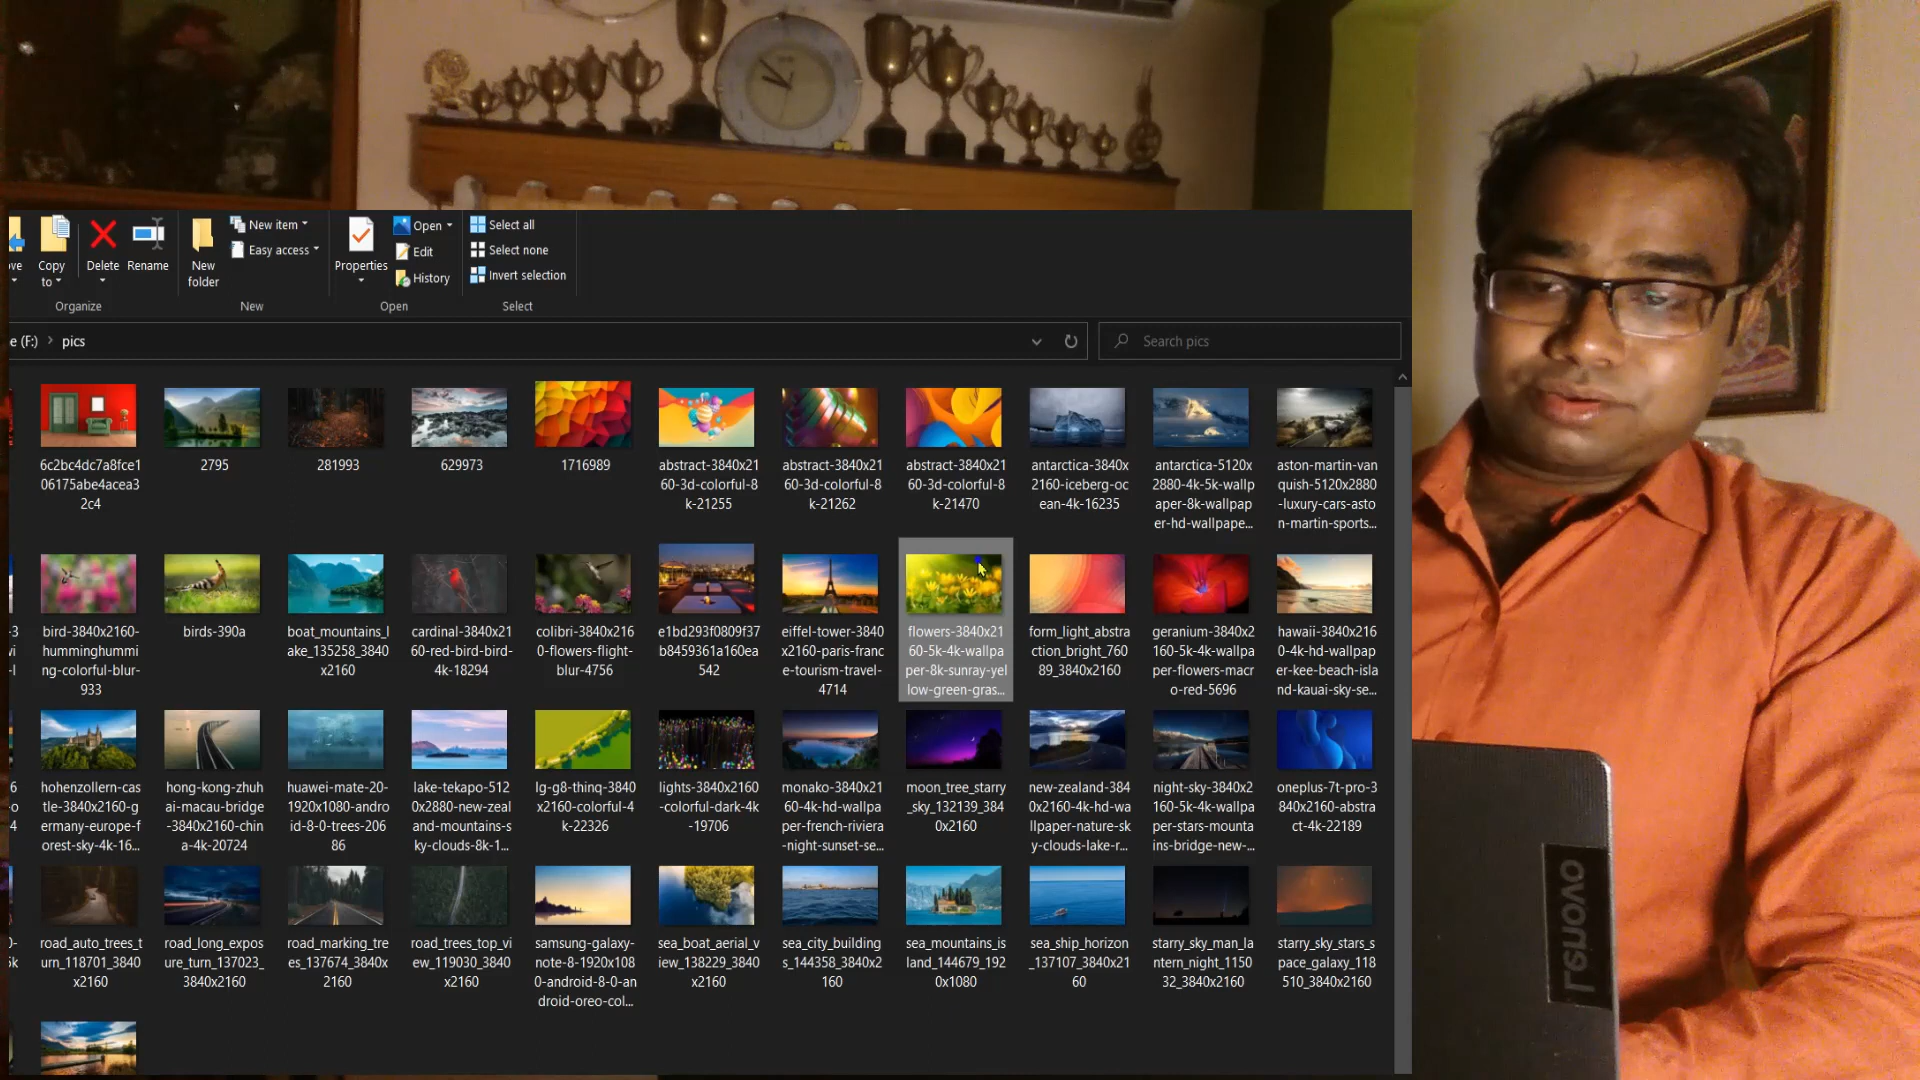 New item
Open
Select all
Easy access
Edit
Select none
Copy to
Delete
Rename
New folder
Properties
History
Invert selection
Organize
New
Open
Select
e (F:) > pics
Search pics
6c2bc4dc7a8fce1
06175abe4acea3
2c4
2795
281993
629973
1716989
abstract-3840x21
60-3d-colorful-8
k-21255
abstract-3840x21
60-3d-colorful-8
k-21262
abstract-3840x21
60-3d-colorful-8
k-21470
antarctica-3840x
2160-iceberg-oc
ean-4k-16235
antarctica-5120x
2880-4k-5k-wallp
aper-8k-wallpap
er-hd-wallpape...
aston-martin-van
quish-5120x2880
-luxury-cars-asto
n-martin-sports...
bird-3840x2160-
humminghummi
ng-colorful-blur-
933
birds-390a
boat_mountains_l
ake_135258_3840
x2160
cardinal-3840x21
60-red-bird-bird-
4k-18294
colibri-3840x216
0-flowers-flight-
blur-4756
e1bd293f0809f37
b8459361a160ea
542
eiffel-tower-3840
x2160-paris-franc
e-tourism-travel-
4714
flowers-3840x21
60-5k-4k-wallpa
per-8k-sunray-yel
low-green-gras...
form_light_abstra
ction_bright_760
89_3840x2160
geranium-3840x2
160-5k-4k-wallpa
per-flowers-macr
o-red-5696
hawaii-3840x216
0-4k-hd-wallpap
er-kee-beach-isla
nd-kauai-sky-se...
hohenzollern-cas
tle-3840x2160-g
ermany-europe-f
orest-sky-4k-16...
hong-kong-zhuh
ai-macau-bridge
-3840x2160-chin
a-4k-20724
huawei-mate-20-
1920x1080-andro
id-8-0-trees-206
86
lake-tekapo-512
0x2880-new-zeal
and-mountains-s
ky-clouds-8k-1...
lg-g8-thinq-3840
x2160-colorful-4
k-22326
lights-3840x2160
-colorful-dark-4k
-19706
monako-3840x21
60-4k-hd-wallpa
per-french-riviera
-night-sunset-se...
moon_tree_starry
_sky_132139_384
0x2160
new-zealand-384
0x2160-4k-hd-wa
llpaper-nature-sk
y-clouds-lake-r...
night-sky-3840x2
160-5k-4k-wallpa
per-stars-mounta
ins-bridge-new-...
oneplus-7t-pro-3
840x2160-abstra
ct-4k-22189
road_auto_trees_t
urn_118701_3840
x2160
road_long_expos
ure_turn_137023_
3840x2160
road_marking_tre
es_137674_3840x
2160
road_trees_top_vi
ew_119030_3840
x2160
samsung-galaxy-
note-8-1920x108
0-android-8-0-an
droid-oreo-col...
sea_boat_aerial_v
iew_138229_3840
x2160
sea_city_building
s_144358_3840x2
160
sea_mountains_is
land_144679_192
0x1080
sea_ship_horizon
_137107_3840x21
60
starry_sky_man_la
ntern_night_1150
32_3840x2160
starry_sky_stars_s
pace_galaxy_118
510_3840x2160
Lenovo